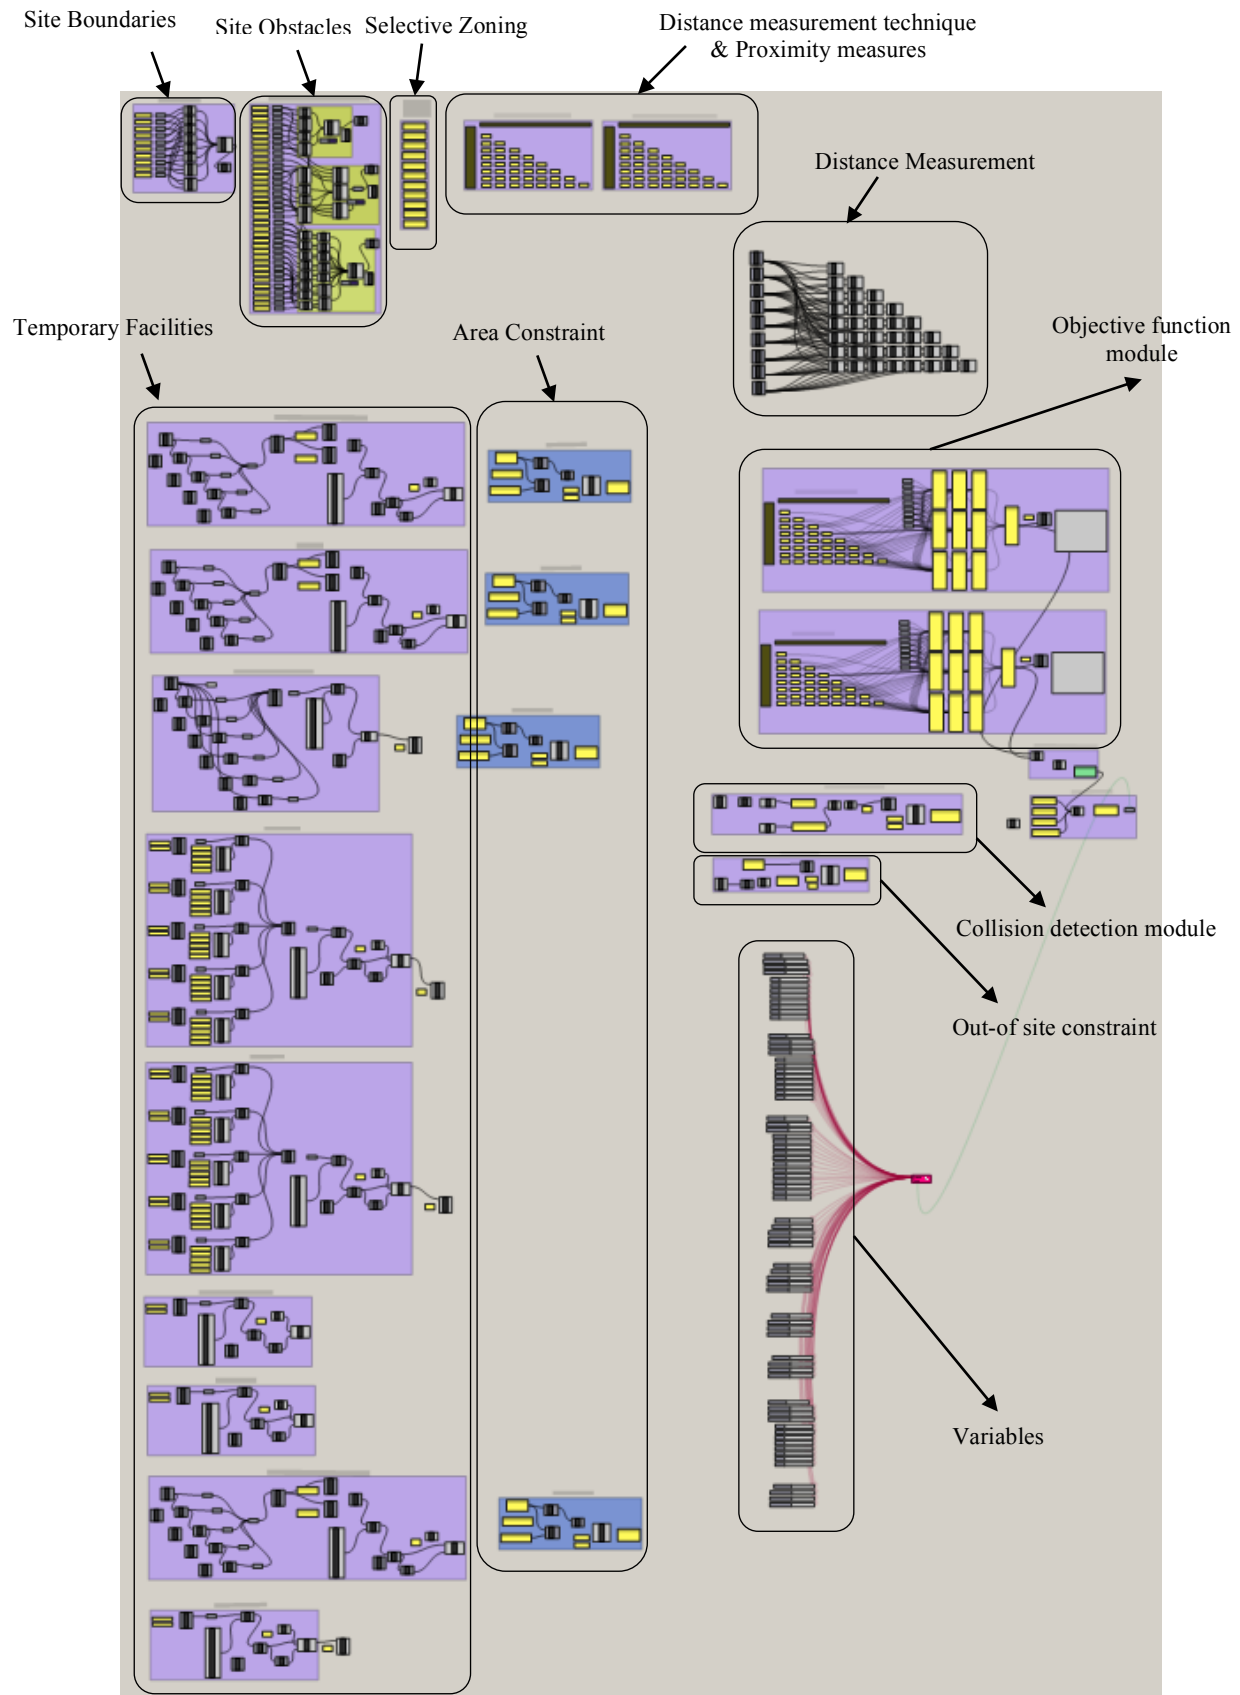 Site Boundaries
Site Obstacles
Selective Zoning
Distance measurement technique
& Proximity measures
Distance Measurement
Temporary Facilities
Area Constraint
Objective function
module
Collision detection module
Out-of site constraint
Variables